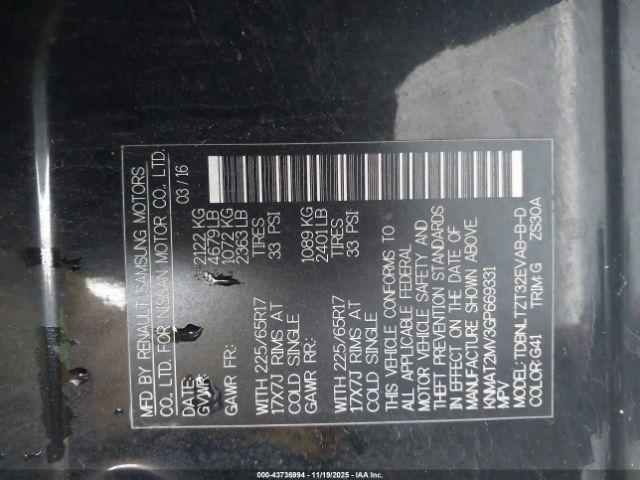 MFD BY RENAULT SAMSUNG MOTORS
CO. LTD. FOR NISSAN MOTOR CO., LTD.
DATE: 03/16
GVWR: 2122 KG
4679 LB
GAWR FR: 1072 KG
2363 LB
WITH 225/65R17 TIRES
17X7J RIMS AT 33 PSI
COLD SINGLE
GAWR RR: 1089 KG
2401 LB
WITH 225/65R17 TIRES
17X7J RIMS AT 33 PSI
COLD SINGLE
THIS VEHICLE CONFORMS TO
ALL APPLICABLE FEDERAL
MOTOR VEHICLE SAFETY AND
THEFT PREVENTION STANDARDS
IN EFFECT ON THE DATE OF
MANUFACTURE SHOWN ABOVE.
KNMAT2MV3GP669331
MPV
MODEL: TDBNLTZT32EVAB-B-D
COLOR:G41 TRIM:G ZS30A
000-43736994 - 11/19/2025 - IAA Corp.